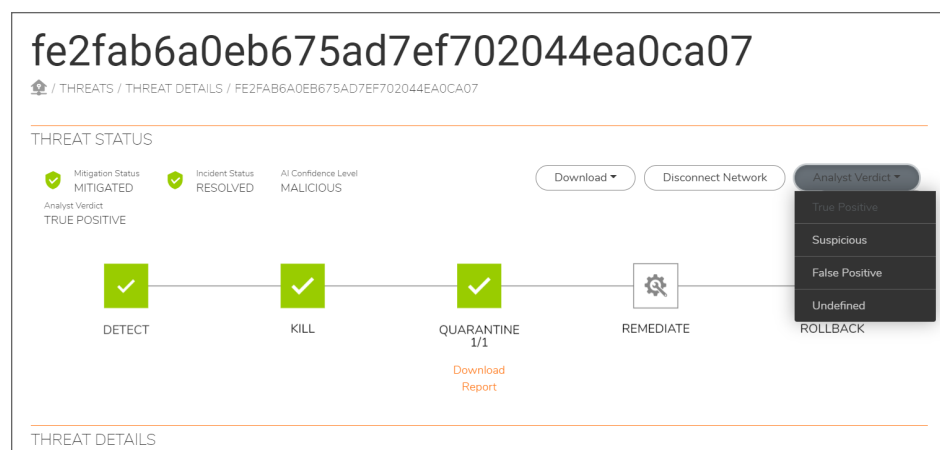 fe2fab6a0eb675ad7ef702044ea0ca07
/ THREATS / THREAT DETAILS / FE2FAB6A0EB675AD7EF702044EA0CA07
THREAT STATUS
Mitigation Status
MITIGATED
Incident Status
RESOLVED
AI Confidence Level
MALICIOUS
Analyst Verdict
TRUE POSITIVE
Download
Disconnect Network
Analyst Verdict
True Positive
Suspicious
False Positive
Undefined
DETECT
KILL
QUARANTINE
1/1
Download
Report
REMEDIATE
ROLLBACK
THREAT DETAILS